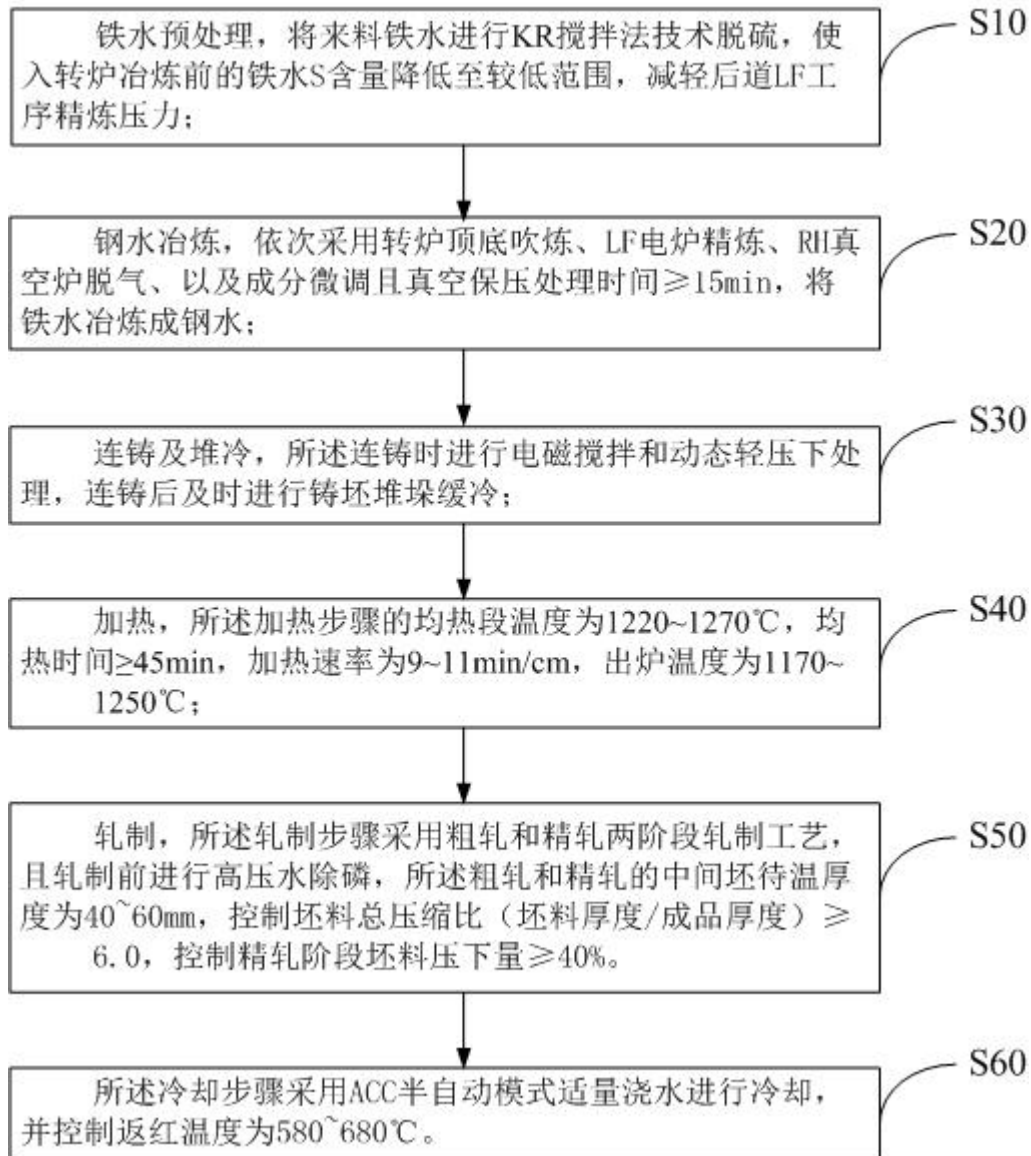 铁水预处理，将来料铁水进行KR搅拌法技术脱硫，使
入转炉冶炼前的铁水S含量降低至较低范围，减轻后道LF工
序精炼压力；
S10
钢水冶炼，依次采用转炉顶底吹炼、LF电炉精炼、RH真
空炉脱气、以及成分微调且真空保压处理时间≥15min，将
铁水冶炼成钢水；
S20
连铸及堆冷，所述连铸时进行电磁搅拌和动态轻压下处
理，连铸后及时进行铸坯堆垛缓冷；
S30
加热，所述加热步骤的均热段温度为1220~1270℃，均
热时间≥45min，加热速率为9~11min/cm，出炉温度为1170~
1250℃；
S40
轧制，所述轧制步骤采用粗轧和精轧两阶段轧制工艺，
且轧制前进行高压水除磷，所述粗轧和精轧的中间坯待温厚
度为40~60mm，控制坯料总压缩比（坯料厚度/成品厚度）≥
6.0，控制精轧阶段坯料压下量≥40%。
S50
所述冷却步骤采用ACC半自动模式适量浇水进行冷却，
并控制返红温度为580~680℃。
S60